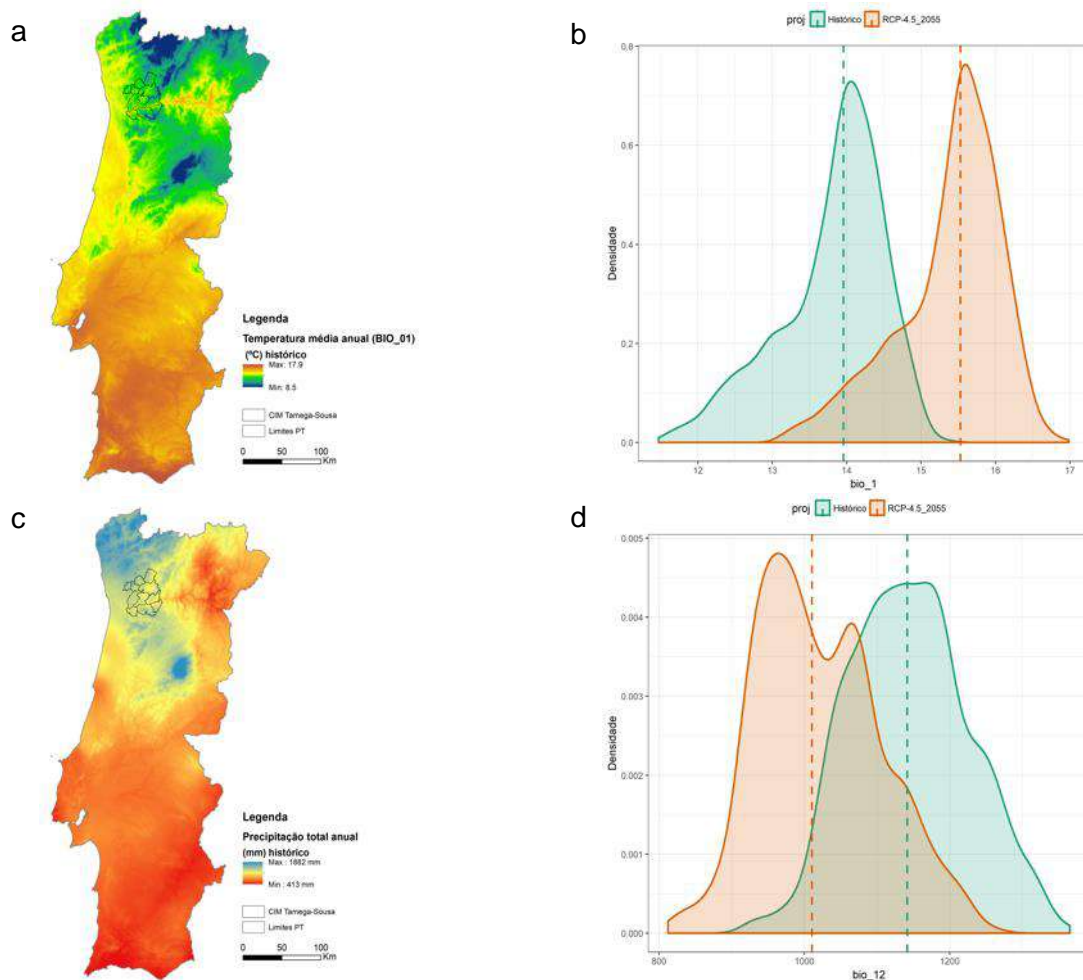 a
Legenda
Temperatura média anual (BIO_01)
(ºC) histórico
Max: 17.9
Min: 8.5
CIM Tamega-Sousa
Limites PT
0 50 100
Km
b
proj Histórico RCP-4.5_2055
Densidade
0,8
0.6
0.4
0.2
0.0
12 13 14 15 16 17
bio_1
c
Legenda
Precipitação total anual
(mm) histórico
Max : 1882 mm
Min : 413 mm
CIM Tamega-Sousa
Limites PT
0 50 100
Km
d
proj Histórico RCP-4.5_2055
Densidade
0.005
0.004
0.003
0.002
0.001
0.000
800 1000 1200
bio_12